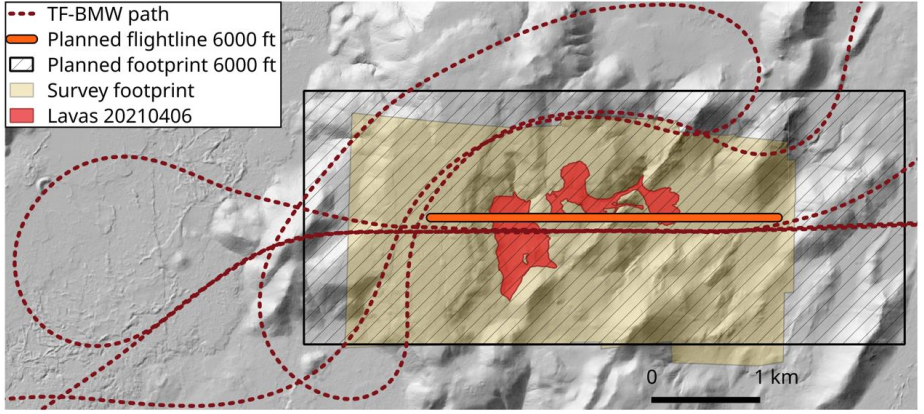 TF-BMW path
Planned flightline 6000 ft
Planned footprint 6000 ft
Survey footprint
Lavas 20210406
0 1 km